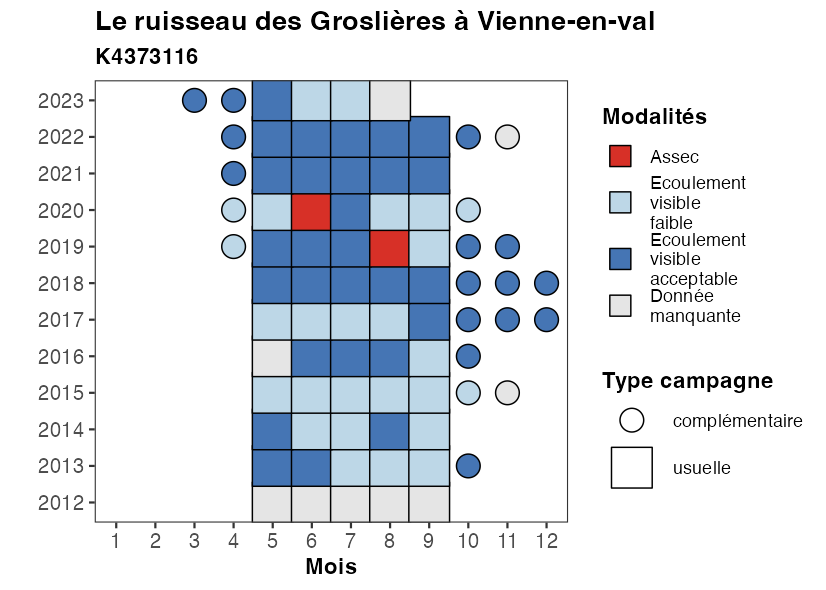 Le ruisseau des Groslières à Vienne-en-val
K4373116
2023
2022
2021
2020
2019
2018
2017
2016
2015
2014
2013
2012
1 2 3 4 5 6 7 8 9 10 11 12
Mois
Modalités
Assec
Ecoulement
visible
faible
Ecoulement
visible
acceptable
Donnée
manquante
Type campagne
complémentaire
usuelle